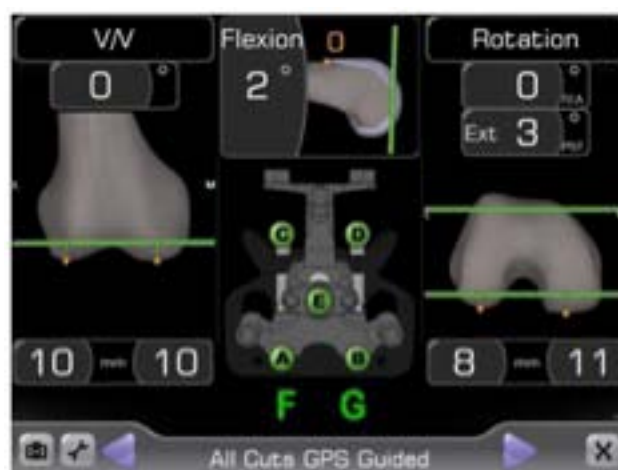 V/V
0 °
Flexion
0
2 °
Rotation
0 °
Ext 3 °
C D
E
A B
10 mm 10
F G
8 mm 11
All Cuts GPS Guided